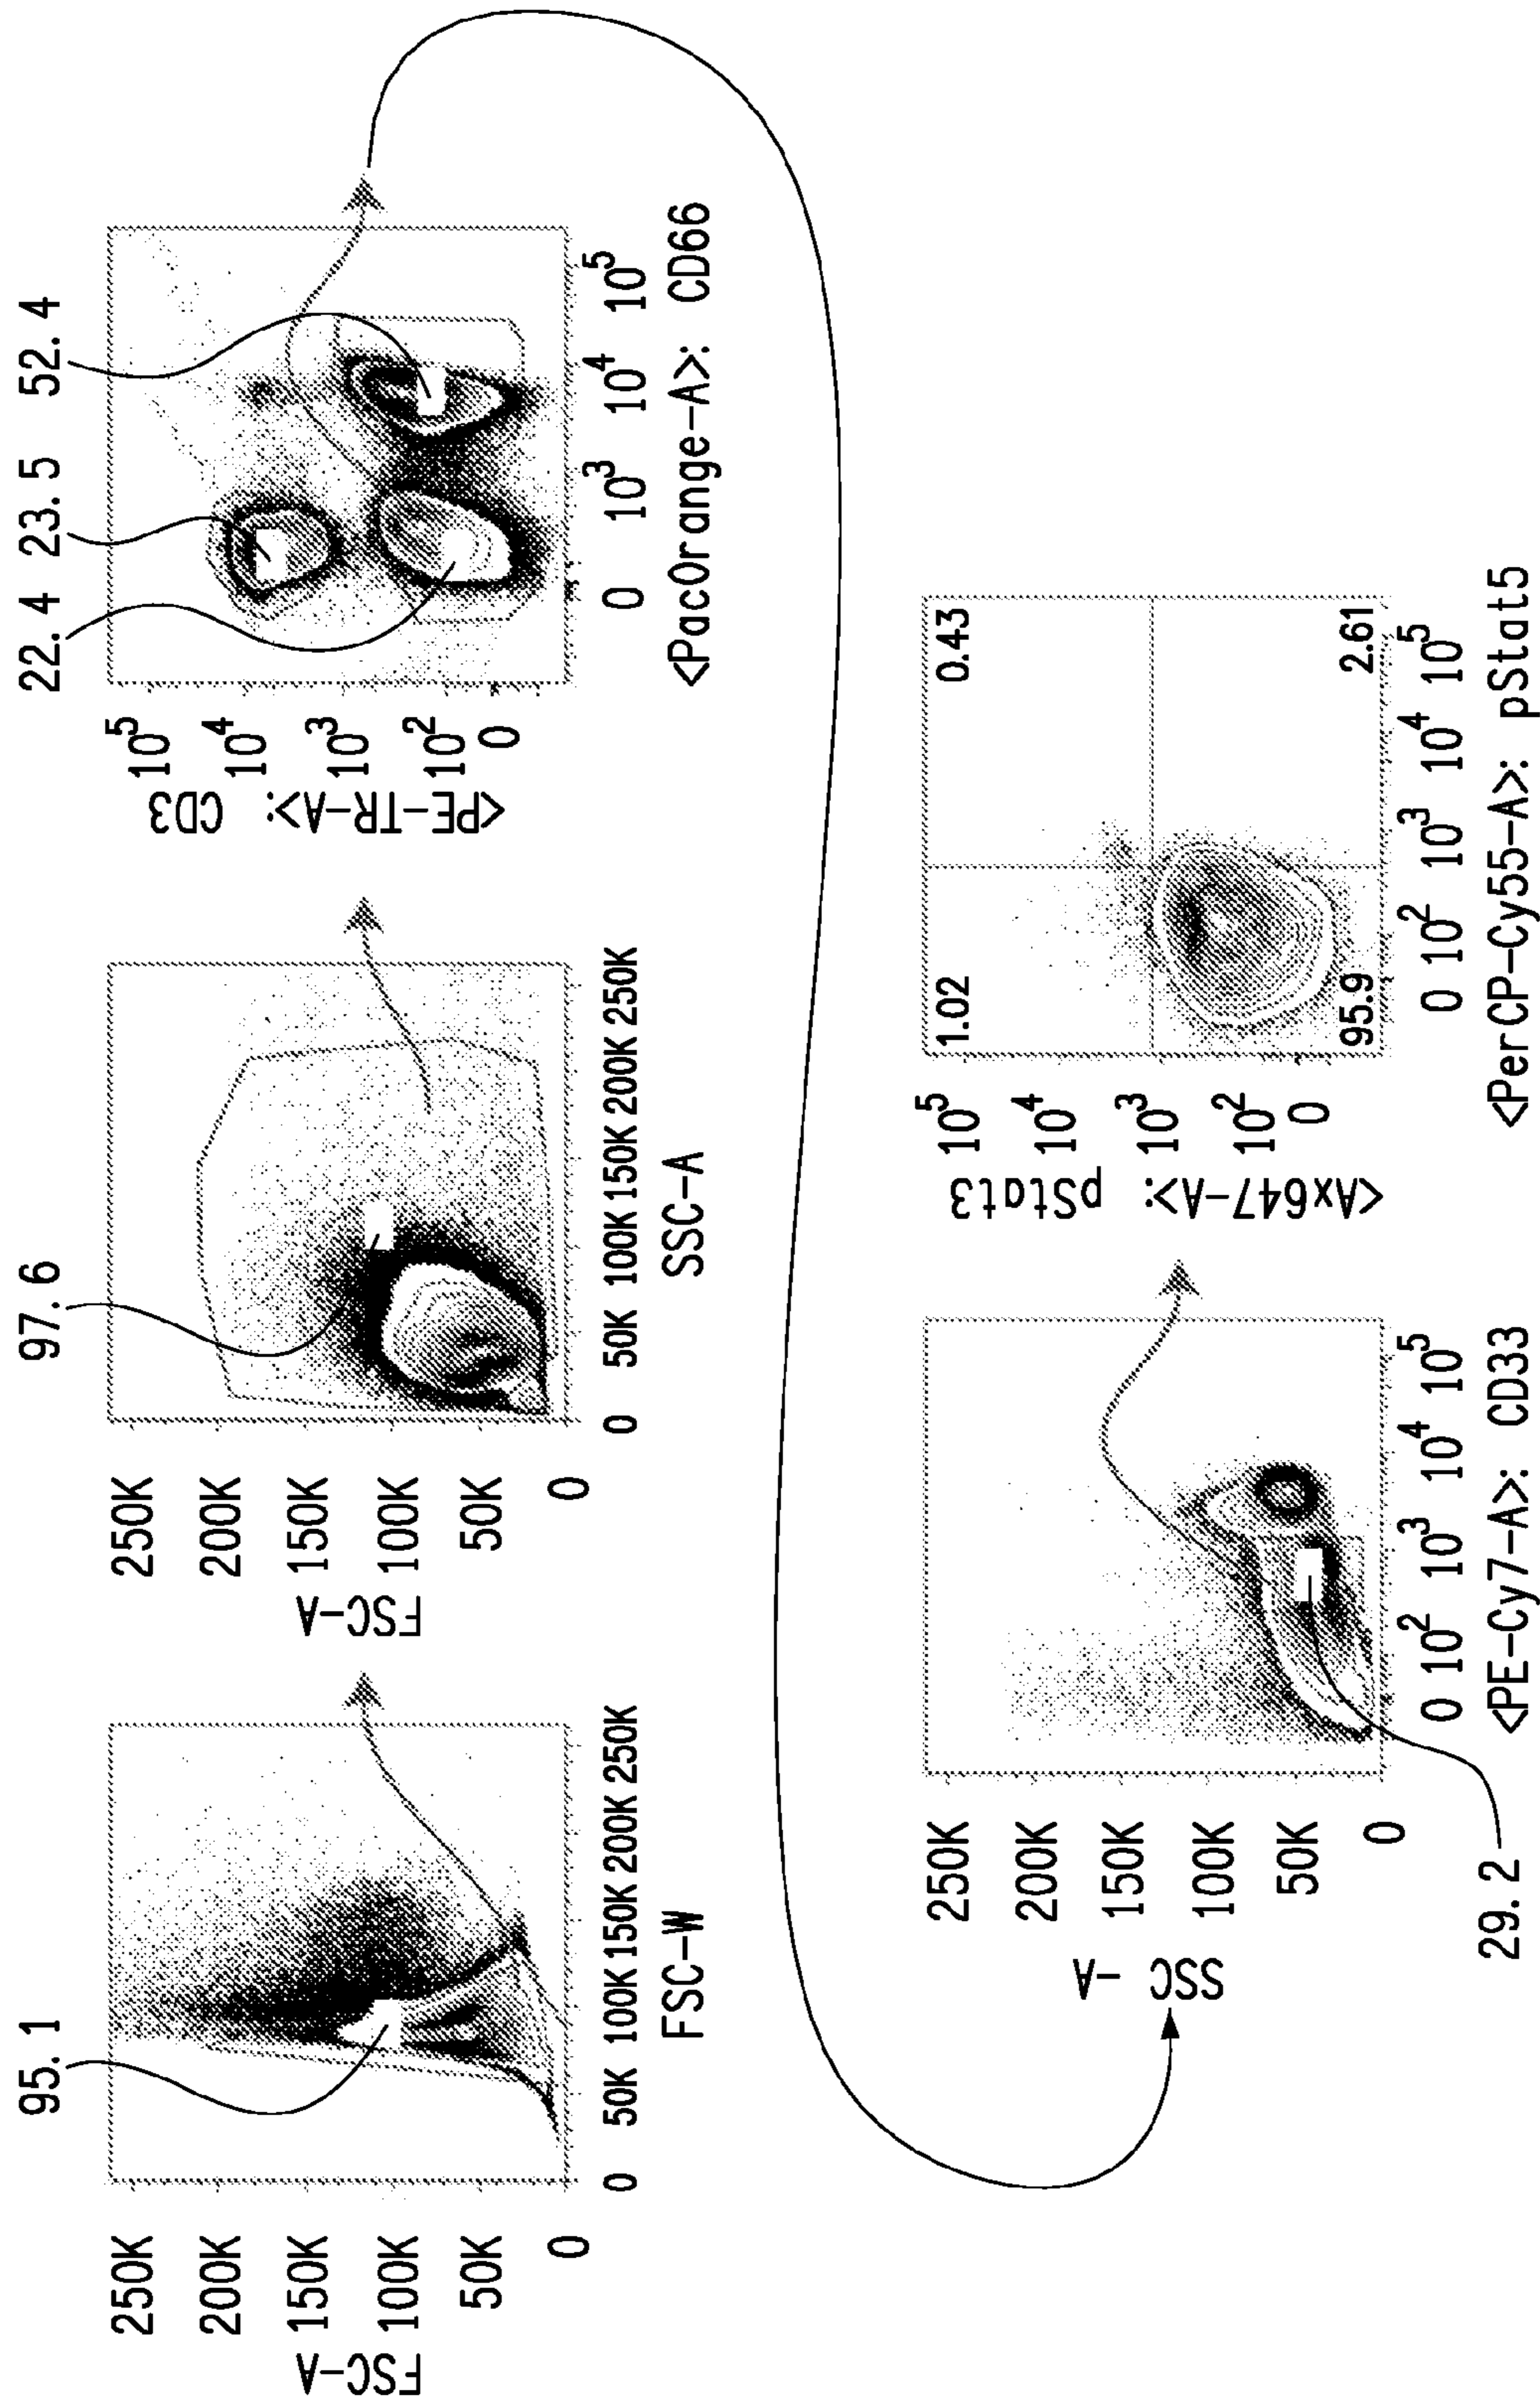 95.1
250K
200K
150K
100K
50K
0
FSC-A
0 50K 100K 150K 200K 250K
FSC-W
97.6
250K
200K
150K
100K
50K
0
FSC-A
0 50K 100K 150K 200K 250K
SSC-A
22.4 23.5 52.4
10^5
10^4
10^3
10^2
0
<PE-TR-A>: CD3
0 10^3 10^4 10^5
<PacOrange-A>: CD66
250K
200K
150K
100K
50K
0
SSC -A
0 10^2 10^3 10^4 10^5
<PE-Cy7-A>: CD33
29.2
10^5
10^4
10^3
10^2
0
<Ax647-A>: pStat3
1.02 0.43
95.9 2.61
0 10^2 10^3 10^4 10^5
<PerCP-Cy55-A>: pStat5